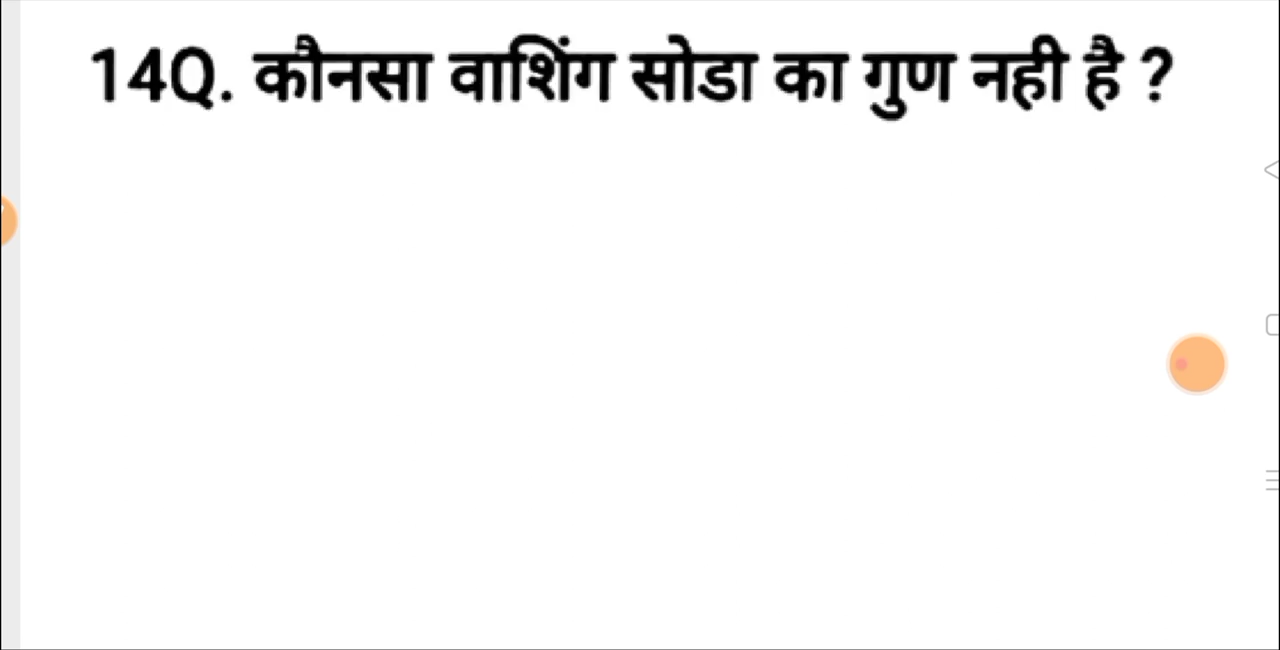 14Q. कौनसा वाशिंग सोडा का गुण नही है ?